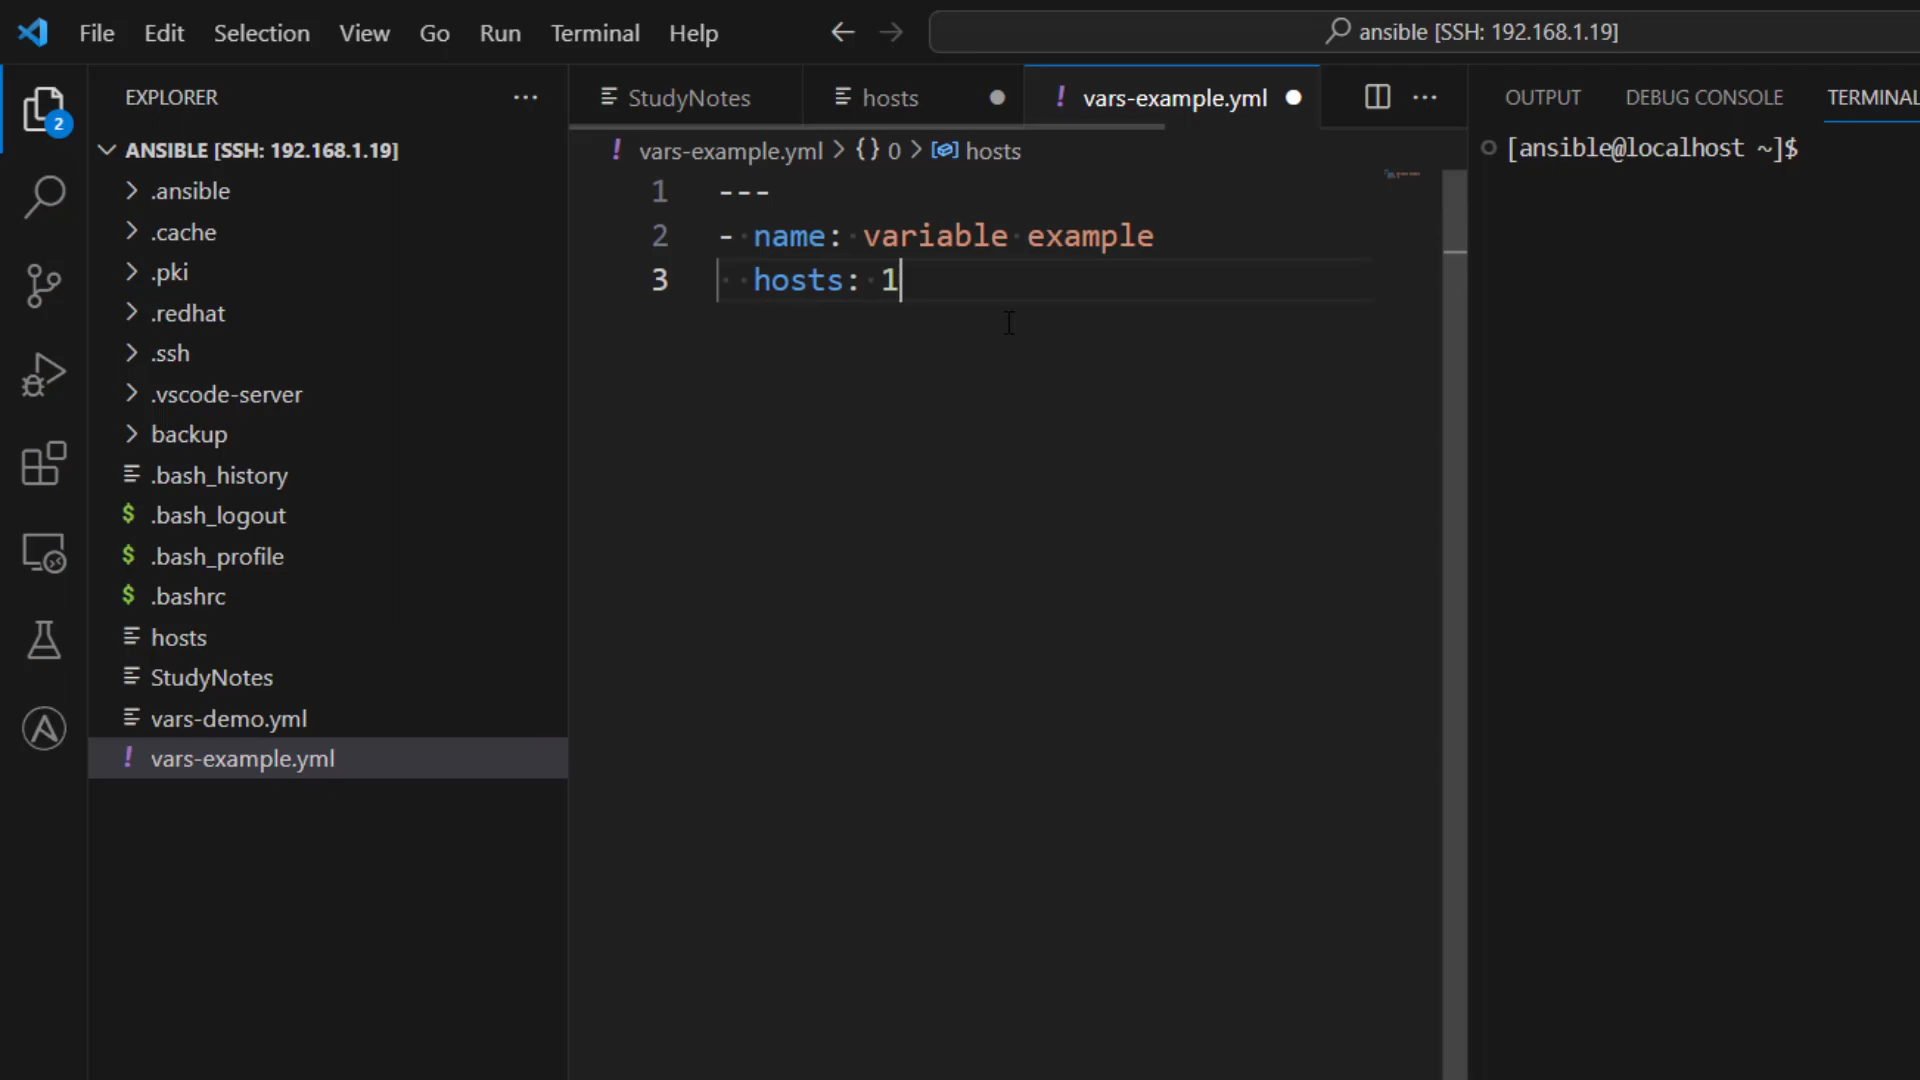 File Edit Selection View Go Run Terminal Help
ansible [SSH: 192.168.1.19]
2
EXPLORER
ANSIBLE [SSH: 192.168.1.19]
.ansible
.cache
.pki
.redhat
.ssh
.vscode-server
backup
.bash_history
$ .bash_logout
$ .bash_profile
$ .bashrc
hosts
StudyNotes
vars-demo.yml
! vars-example.yml
StudyNotes hosts ! vars-example.yml
! vars-example.yml > {} 0 > hosts
1 ---
2 - name: variable example
3 hosts: 1
OUTPUT DEBUG CONSOLE TERMINAL
[ansible@localhost ~]$